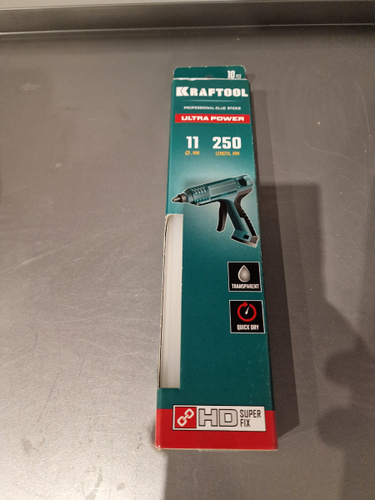 10 PCS
KRAFTOOL
PROFESSIONAL GLUE STICKS
ULTRA POWER
11 250
Ø, MM LENGTH, MM
TRANSPARENT
QUICK DRY
HD SUPER
FIX